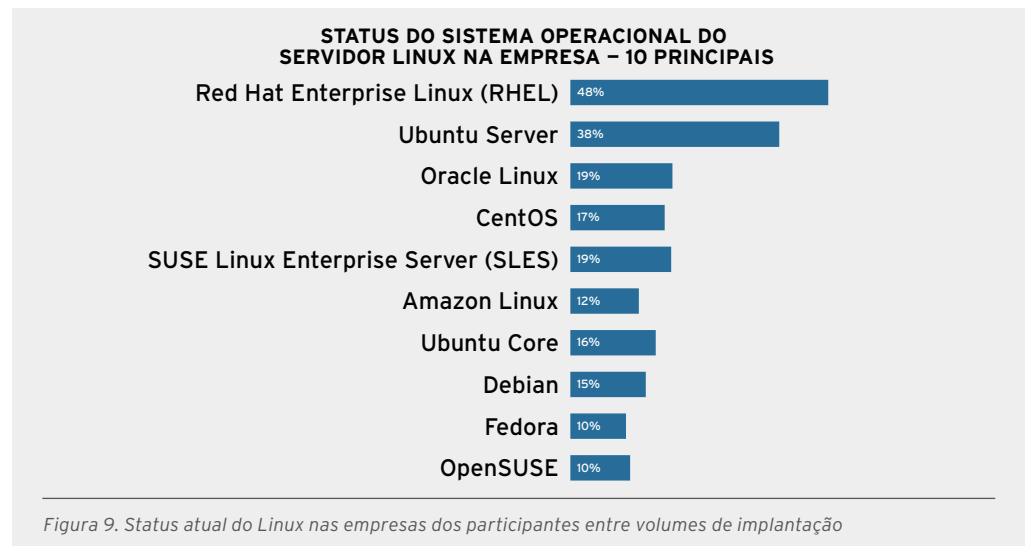 STATUS DO SISTEMA OPERACIONAL DO
SERVIDOR LINUX NA EMPRESA – 10 PRINCIPAIS
Red Hat Enterprise Linux (RHEL) 48%
Ubuntu Server 38%
Oracle Linux 19%
CentOS 17%
SUSE Linux Enterprise Server (SLES) 19%
Amazon Linux 12%
Ubuntu Core 16%
Debian 15%
Fedora 10%
OpenSUSE 10%
Figura 9. Status atual do Linux nas empresas dos participantes entre volumes de implantação